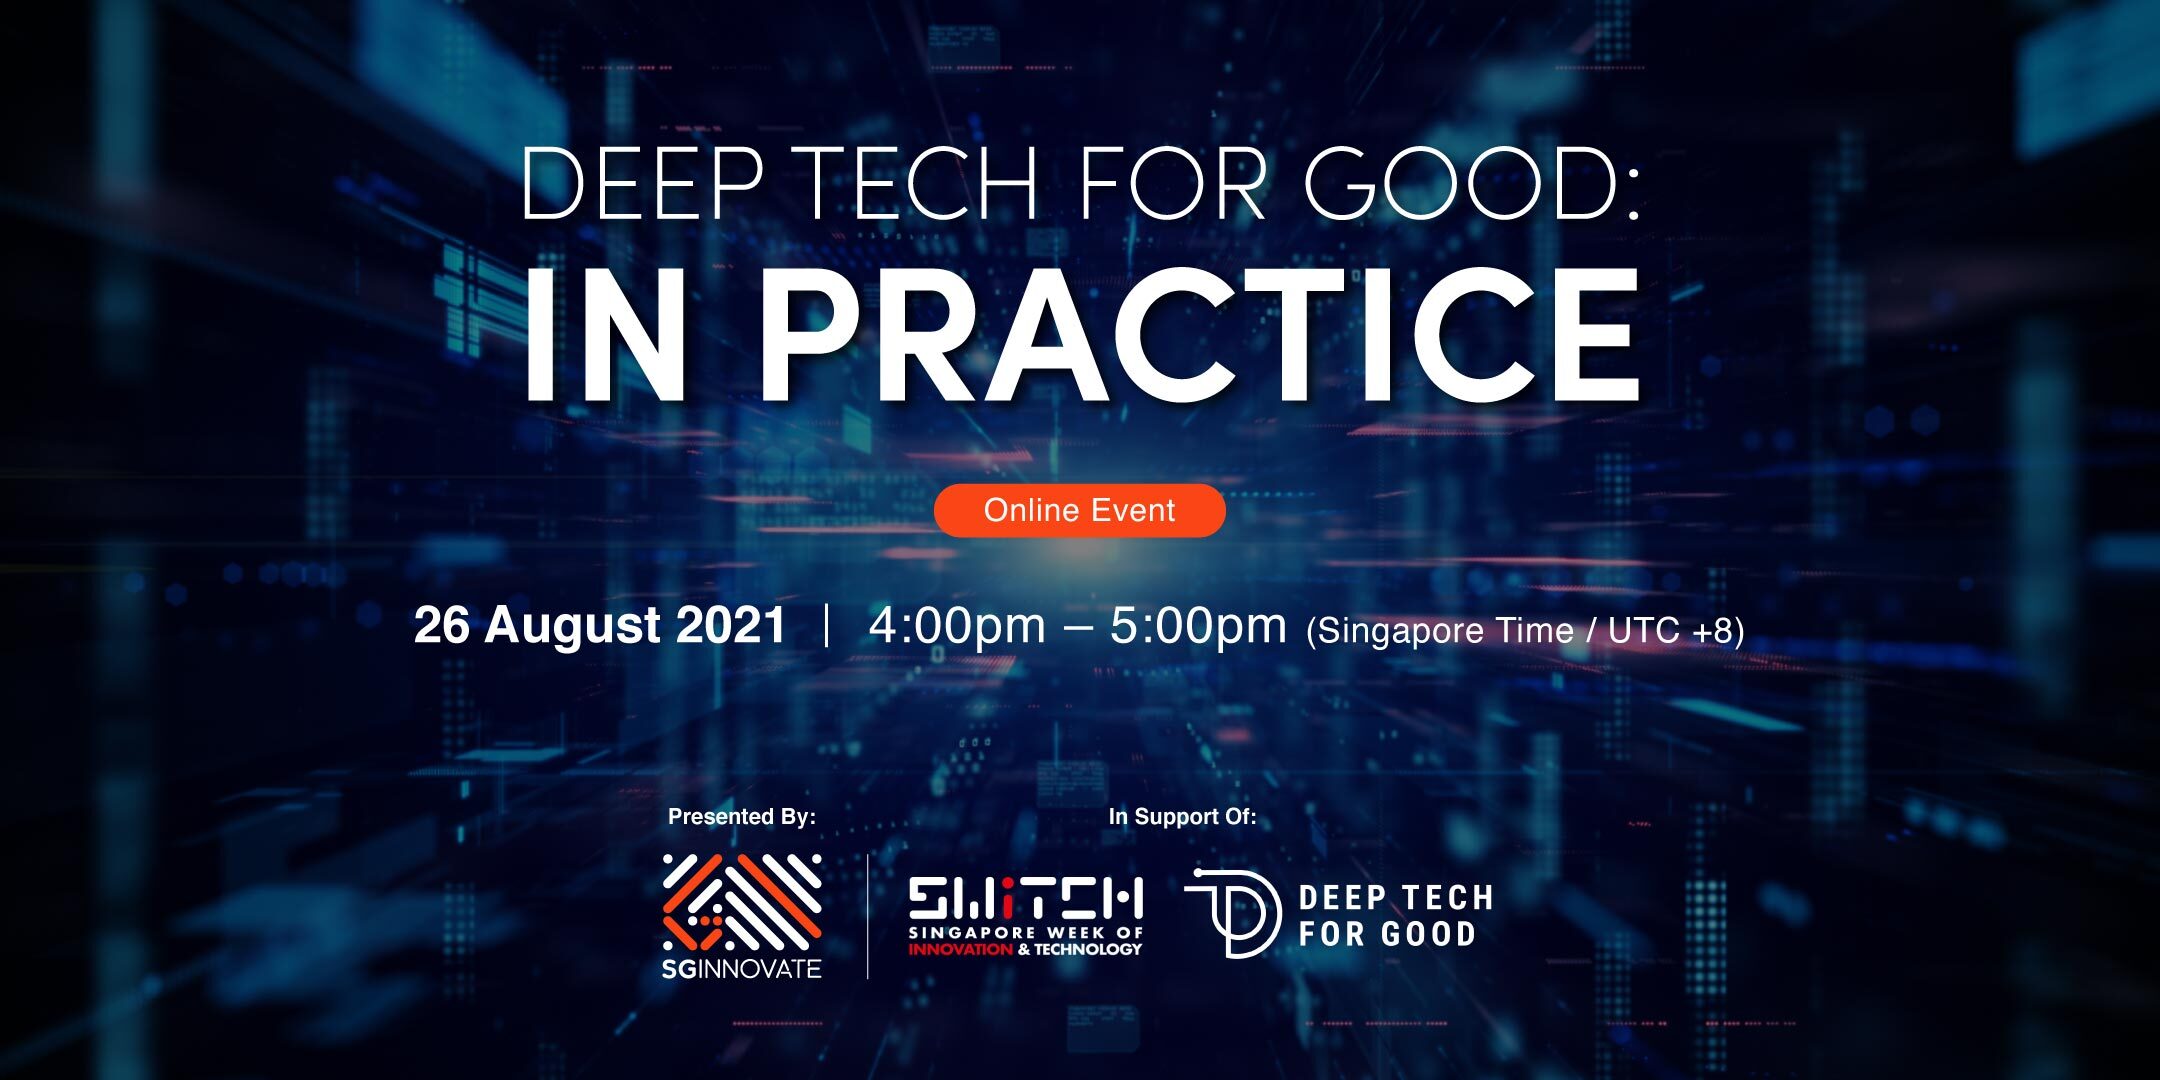 DEEP TECH FOR GOOD:
IN PRACTICE
Online Event
26 August 2021 | 4:00pm – 5:00pm (Singapore Time / UTC +8)
Presented By:
SGINNOVATE
In Support Of:
SWiTCH
SINGAPORE WEEK OF
INNOVATION & TECHNOLOGY
DEEP TECH
FOR GOOD